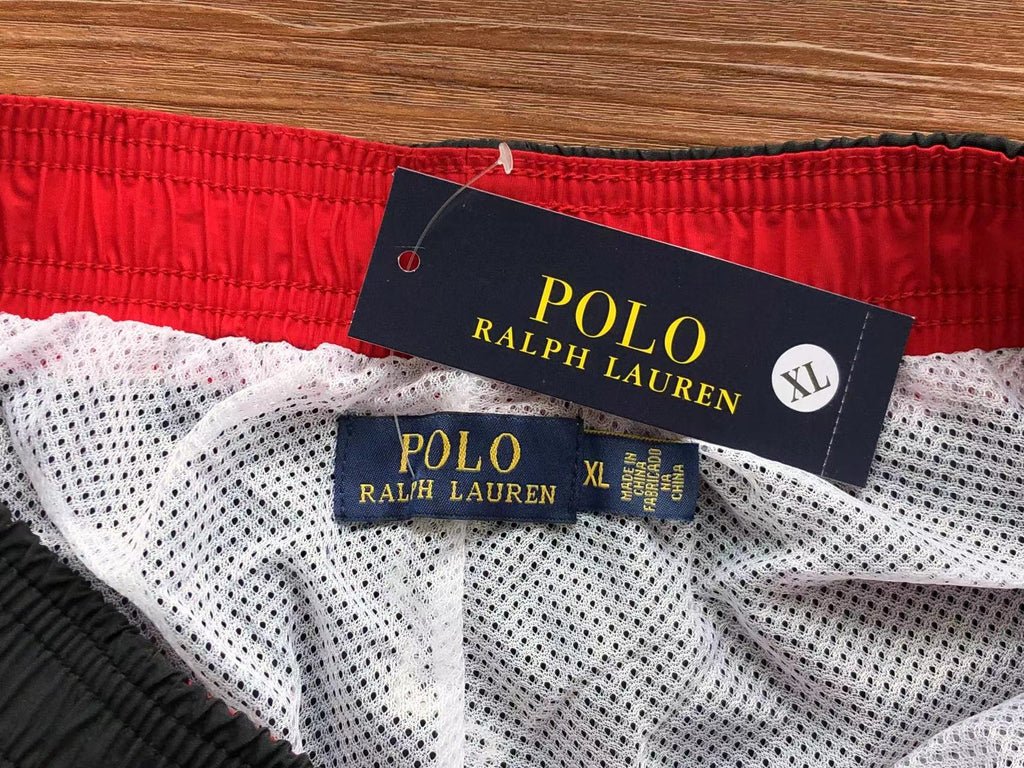 POLO
RALPH LAUREN
XL
POLO
RALPH LAUREN
XL
MADE IN
CHINA
FABRICADO
NA
CHINA